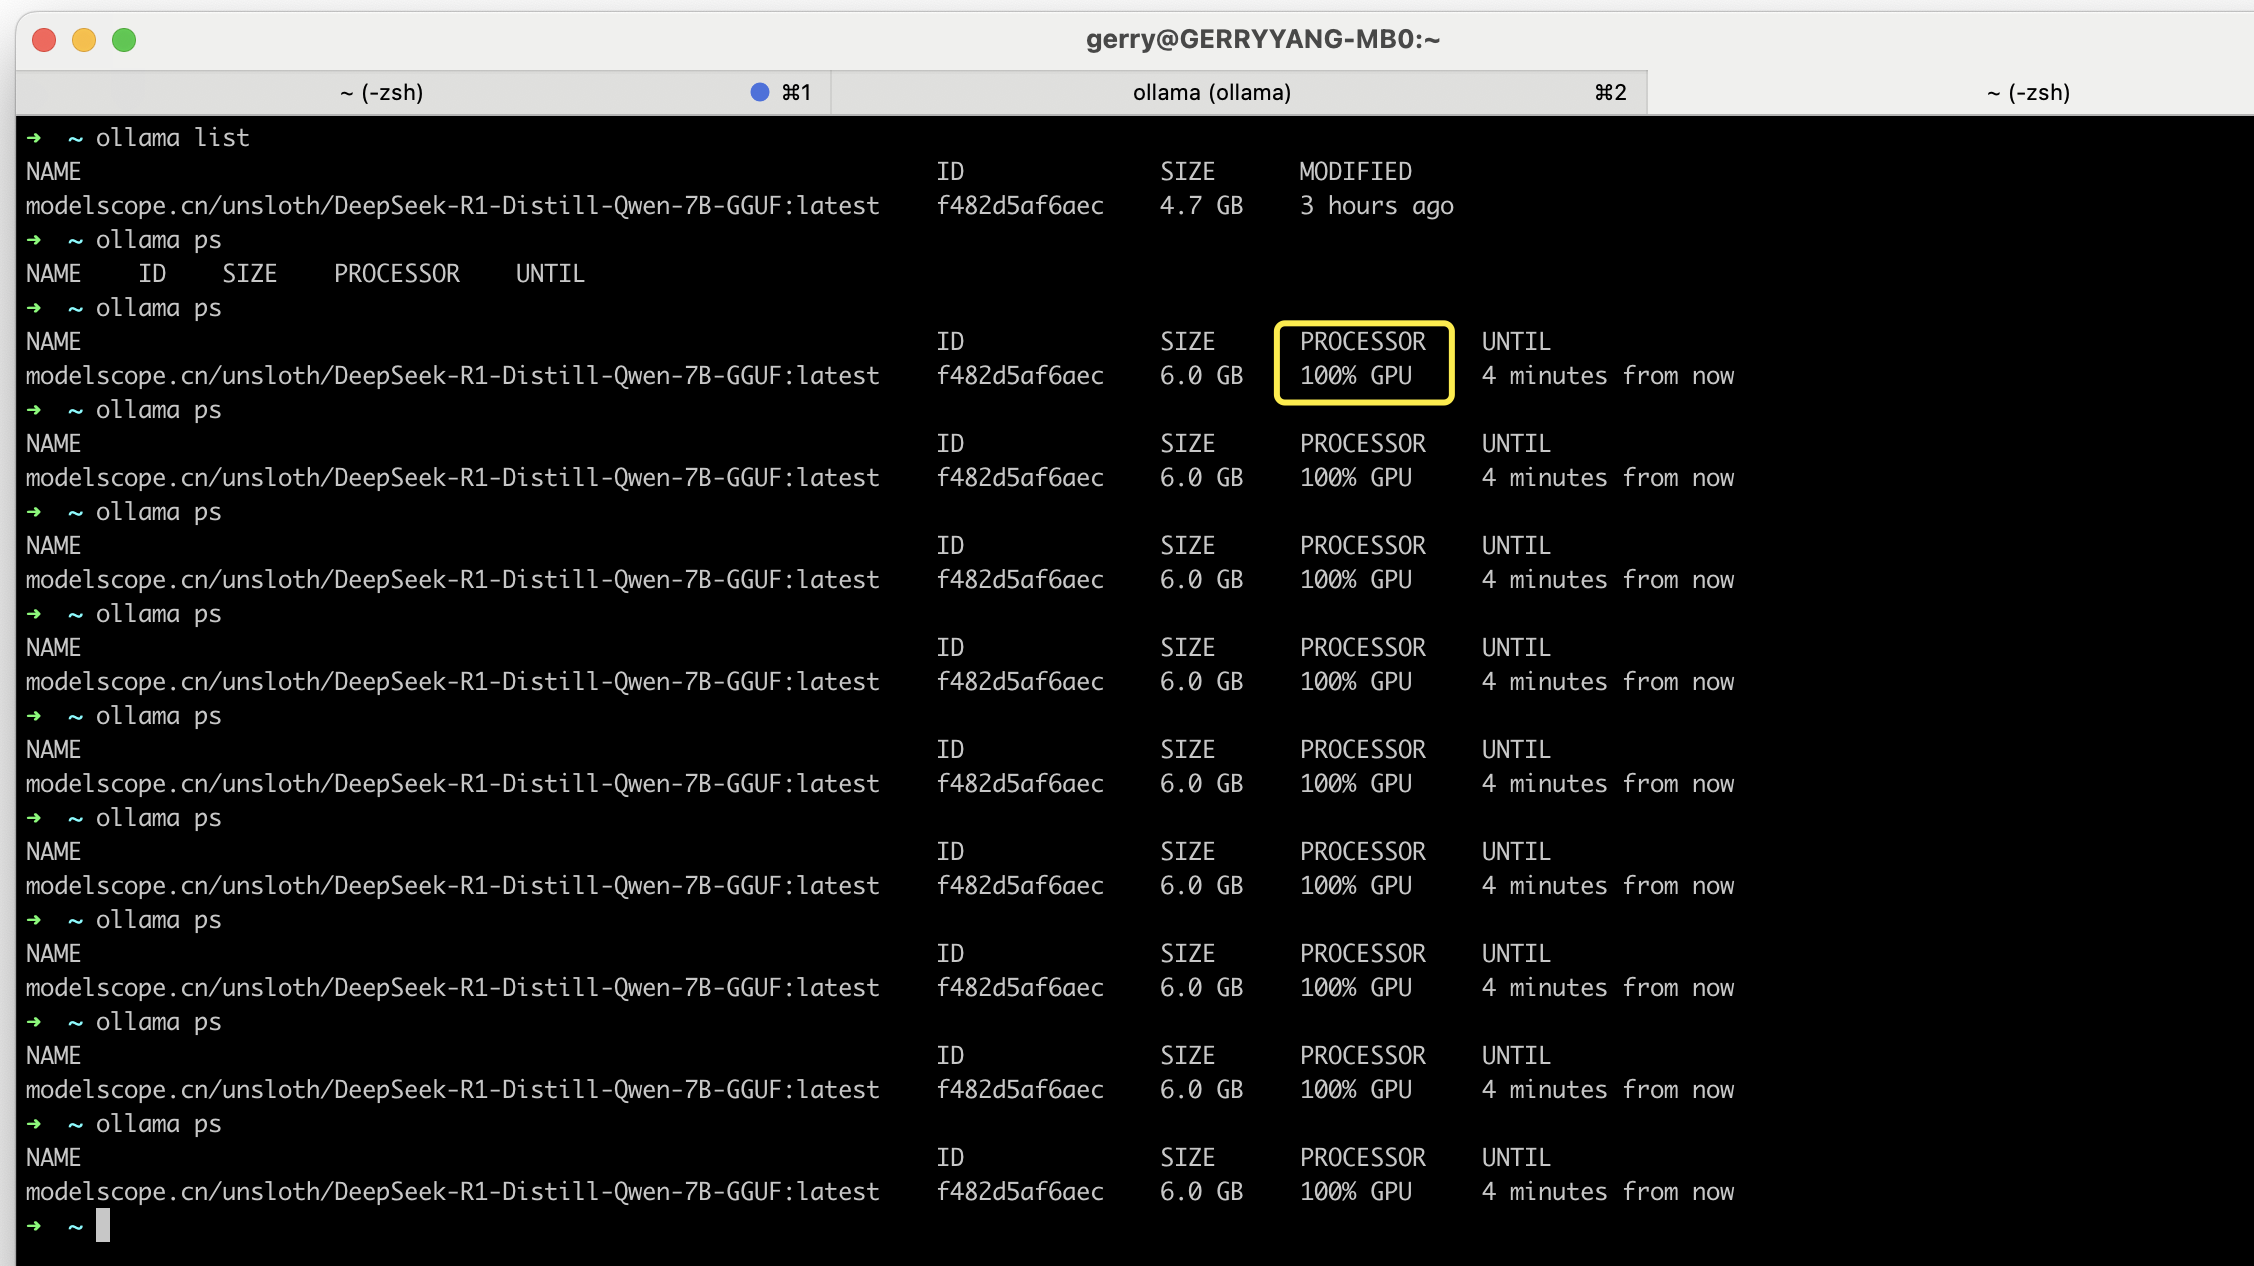 gerry@GERRYYANG-MB0:~
~ (-zsh) ⌘1 ollama (ollama) ⌘2 ~ (-zsh)
➜ ~ ollama list
NAME ID SIZE MODIFIED
modelscope.cn/unsloth/DeepSeek-R1-Distill-Qwen-7B-GGUF:latest f482d5af6aec 4.7 GB 3 hours ago
➜ ~ ollama ps
NAME ID SIZE PROCESSOR UNTIL
➜ ~ ollama ps
NAME ID SIZE PROCESSOR UNTIL
modelscope.cn/unsloth/DeepSeek-R1-Distill-Qwen-7B-GGUF:latest f482d5af6aec 6.0 GB 100% GPU 4 minutes from now
➜ ~ ollama ps
NAME ID SIZE PROCESSOR UNTIL
modelscope.cn/unsloth/DeepSeek-R1-Distill-Qwen-7B-GGUF:latest f482d5af6aec 6.0 GB 100% GPU 4 minutes from now
➜ ~ ollama ps
NAME ID SIZE PROCESSOR UNTIL
modelscope.cn/unsloth/DeepSeek-R1-Distill-Qwen-7B-GGUF:latest f482d5af6aec 6.0 GB 100% GPU 4 minutes from now
➜ ~ ollama ps
NAME ID SIZE PROCESSOR UNTIL
modelscope.cn/unsloth/DeepSeek-R1-Distill-Qwen-7B-GGUF:latest f482d5af6aec 6.0 GB 100% GPU 4 minutes from now
➜ ~ ollama ps
NAME ID SIZE PROCESSOR UNTIL
modelscope.cn/unsloth/DeepSeek-R1-Distill-Qwen-7B-GGUF:latest f482d5af6aec 6.0 GB 100% GPU 4 minutes from now
➜ ~ ollama ps
NAME ID SIZE PROCESSOR UNTIL
modelscope.cn/unsloth/DeepSeek-R1-Distill-Qwen-7B-GGUF:latest f482d5af6aec 6.0 GB 100% GPU 4 minutes from now
➜ ~ ollama ps
NAME ID SIZE PROCESSOR UNTIL
modelscope.cn/unsloth/DeepSeek-R1-Distill-Qwen-7B-GGUF:latest f482d5af6aec 6.0 GB 100% GPU 4 minutes from now
➜ ~ ollama ps
NAME ID SIZE PROCESSOR UNTIL
modelscope.cn/unsloth/DeepSeek-R1-Distill-Qwen-7B-GGUF:latest f482d5af6aec 6.0 GB 100% GPU 4 minutes from now
➜ ~ ollama ps
NAME ID SIZE PROCESSOR UNTIL
modelscope.cn/unsloth/DeepSeek-R1-Distill-Qwen-7B-GGUF:latest f482d5af6aec 6.0 GB 100% GPU 4 minutes from now
➜ ~